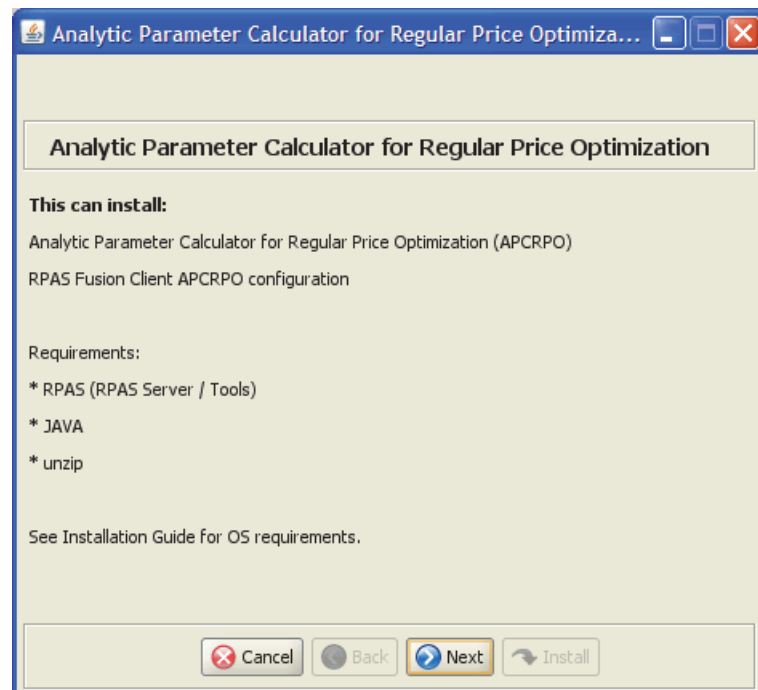 Analytic Parameter Calculator for Regular Price Optimiza...
Analytic Parameter Calculator for Regular Price Optimization
This can install:
Analytic Parameter Calculator for Regular Price Optimization (APCRPO)
RPAS Fusion Client APCRPO configuration
Requirements:
* RPAS (RPAS Server / Tools)
* JAVA
* unzip
See Installation Guide for OS requirements.
Cancel Back Next Install